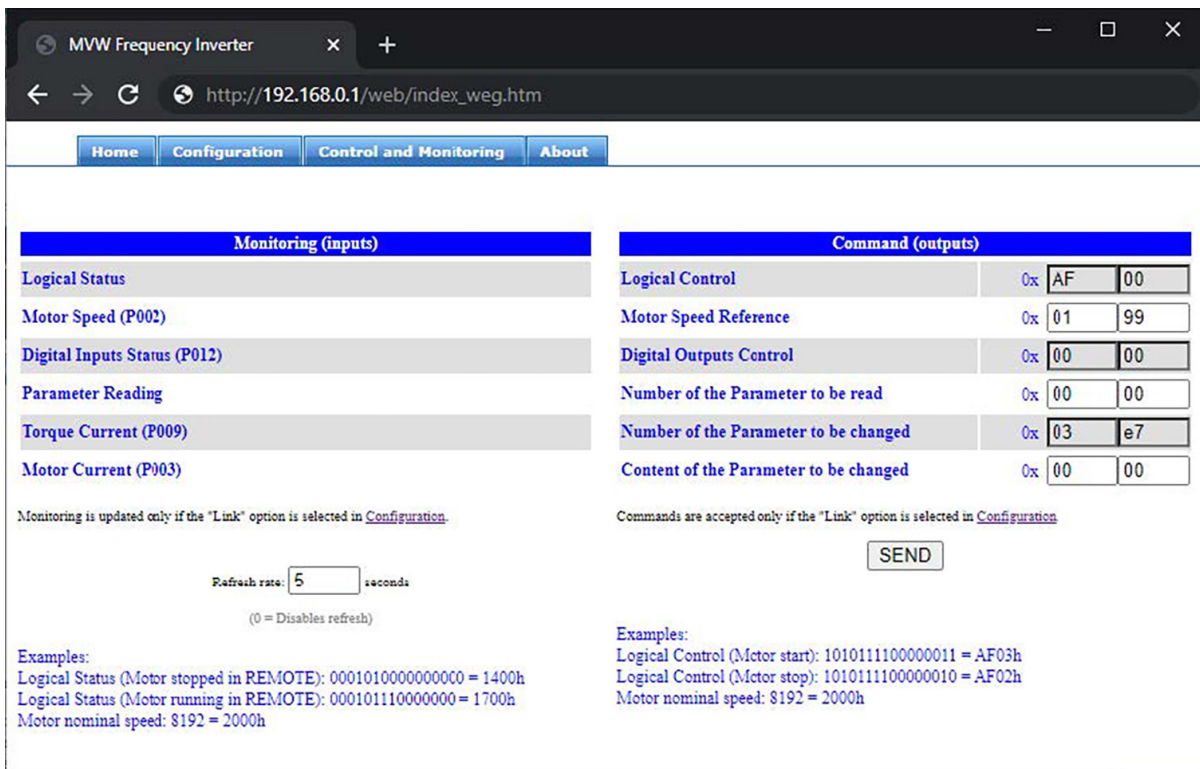 MVW Frequency Inverter
http://192.168.0.1/web/index_weg.htm
Home Configuration Control and Monitoring About
Monitoring (inputs)
Logical Status
Motor Speed (P002)
Digital Inputs Status (P012)
Parameter Reading
Torque Current (P009)
Motor Current (P003)
Monitoring is updated only if the "Link" option is selected in Configuration.
Refresh rate: 5 seconds
(0 = Disables refresh)
Examples:
Logical Status (Motor stopped in REMOTE): 0001010000000000 = 1400h
Logical Status (Motor running in REMOTE): 000101110000000 = 1700h
Motor nominal speed: 8192 = 2000h
Command (outputs)
Logical Control 0x AF 00
Motor Speed Reference 0x 01 99
Digital Outputs Control 0x 00 00
Number of the Parameter to be read 0x 00 00
Number of the Parameter to be changed 0x 03 e7
Content of the Parameter to be changed 0x 00 00
Commands are accepted only if the "Link" option is selected in Configuration
SEND
Examples:
Logical Control (Motor start): 1010111100000011 = AF03h
Logical Control (Motor stop): 1010111100000010 = AF02h
Motor nominal speed: 8192 = 2000h